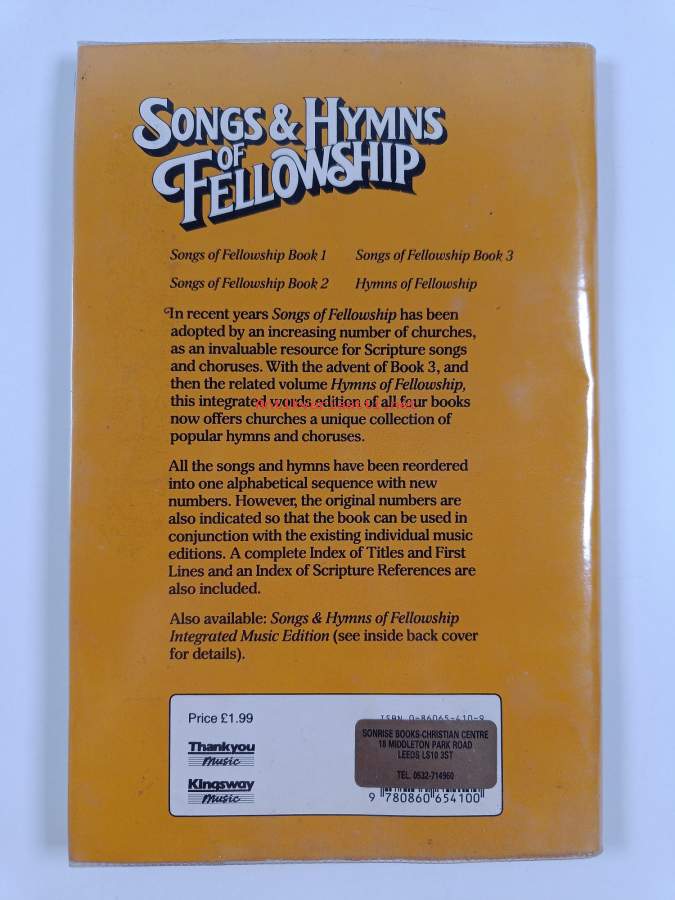 SONGS & HYMNS
OF
FELLOWSHIP
Songs of Fellowship Book 1 Songs of Fellowship Book 3
Songs of Fellowship Book 2 Hymns of Fellowship
In recent years Songs of Fellowship has been
adopted by an increasing number of churches,
as an invaluable resource for Scripture songs
and choruses. With the advent of Book 3, and
then the related volume Hymns of Fellowship,
this integrated words edition of all four books
now offers churches a unique collection of
popular hymns and choruses.
All the songs and hymns have been reordered
into one alphabetical sequence with new
numbers. However, the original numbers are
also indicated so that the book can be used in
conjunction with the existing individual music
editions. A complete Index of Titles and First
Lines and an Index of Scripture References are
also included.
Also available: Songs & Hymns of Fellowship
Integrated Music Edition (see inside back cover
for details).
Price £1.99
Thankyou
Music
Kingsway
Music
ISBN 0-86065-410-9
SONRISE BOOKS-CHRISTIAN CENTRE
18 MIDDLETON PARK ROAD
LEEDS LS10 3ST
TEL. 0532-714960
9 780860 654100